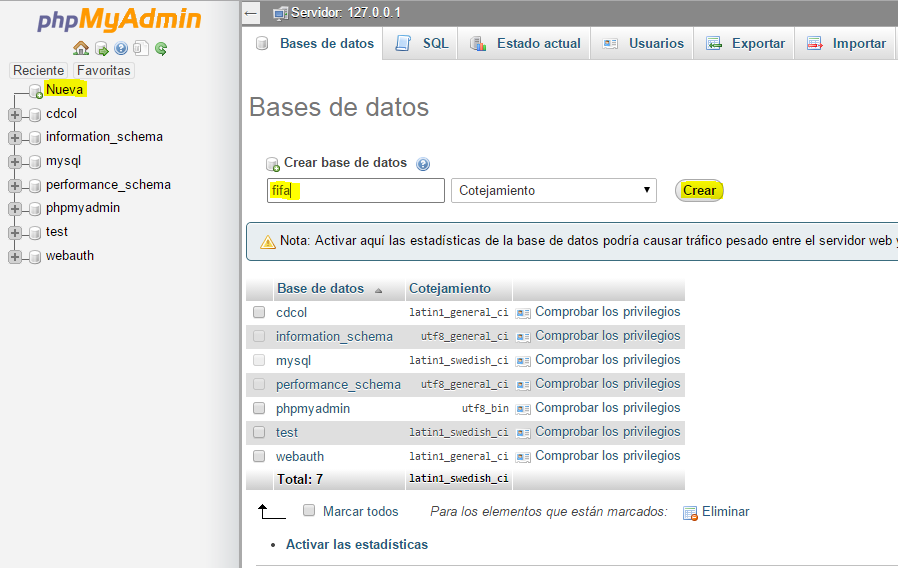 phpMyAdmin
Reciente Favoritas
Nueva
cdcol
information_schema
mysql
performance_schema
phpmyadmin
test
webauth
Servidor: 127.0.0.1
Bases de datos SQL Estado actual Usuarios Exportar Importar
Bases de datos
Crear base de datos
fifa Cotejamiento Crear
Nota: Activar aquí las estadísticas de la base de datos podría causar tráfico pesado entre el servidor web y
Base de datos Cotejamiento
cdcol latin1_general_ci Comprobar los privilegios
information_schema utf8_general_ci Comprobar los privilegios
mysql latin1_swedish_ci Comprobar los privilegios
performance_schema utf8_general_ci Comprobar los privilegios
phpmyadmin utf8_bin Comprobar los privilegios
test latin1_swedish_ci Comprobar los privilegios
webauth latin1_general_ci Comprobar los privilegios
Total: 7 latin1_swedish_ci
Marcar todos Para los elementos que están marcados: Eliminar
Activar las estadísticas